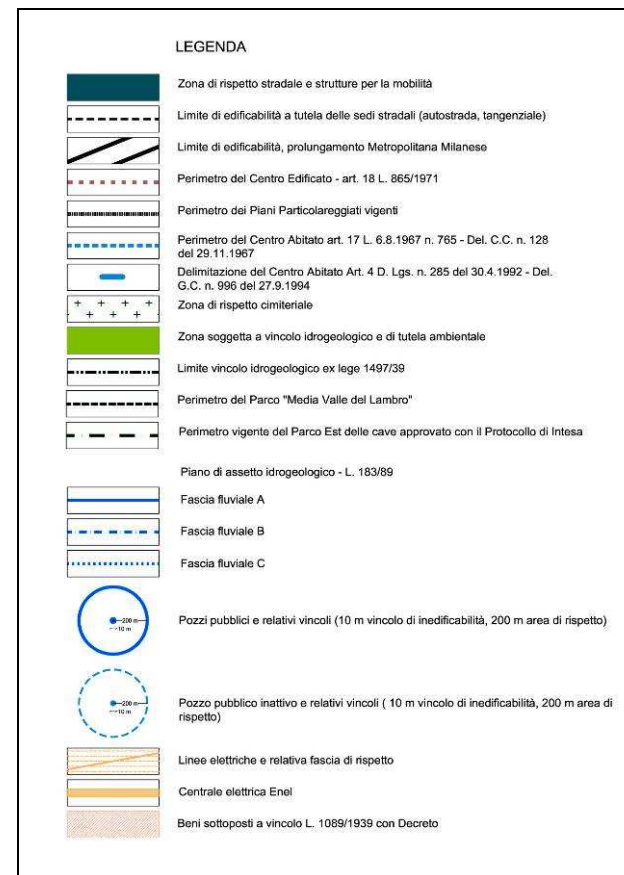 LEGENDA
Zona di rispetto stradale e strutture per la mobilità
Limite di edificabilità a tutela delle sedi stradali (autostrada, tangenziale)
Limite di edificabilità, prolungamento Metropolitana Milanese
Perimetro del Centro Edificato - art. 18 L. 865/1971
Perimetro dei Piani Particolareggiati vigenti
Perimetro del Centro Abitato art. 17 L. 6.8.1967 n. 765 - Del. C.C. n. 128
del 29.11.1967
Delimitazione del Centro Abitato Art. 4 D. Lgs. n. 285 del 30.4.1992 - Del.
G.C. n. 996 del 27.9.1994
Zona di rispetto cimiteriale
Zona soggetta a vincolo idrogeologico e di tutela ambientale
Limite vincolo idrogeologico ex lege 1497/39
Perimetro del Parco "Media Valle del Lambro"
Perimetro vigente del Parco Est delle cave approvato con il Protocollo di Intesa
Piano di assetto idrogeologico - L. 183/89
Fascia fluviale A
Fascia fluviale B
Fascia fluviale C
200 m
10 m
Pozzi pubblici e relativi vincoli (10 m vincolo di inedificabilità, 200 m area di rispetto)
200 m
10 m
Pozzo pubblico inattivo e relativi vincoli ( 10 m vincolo di inedificabilità, 200 m area di
rispetto)
Linee elettriche e relativa fascia di rispetto
Centrale elettrica Enel
Beni sottoposti a vincolo L. 1089/1939 con Decreto